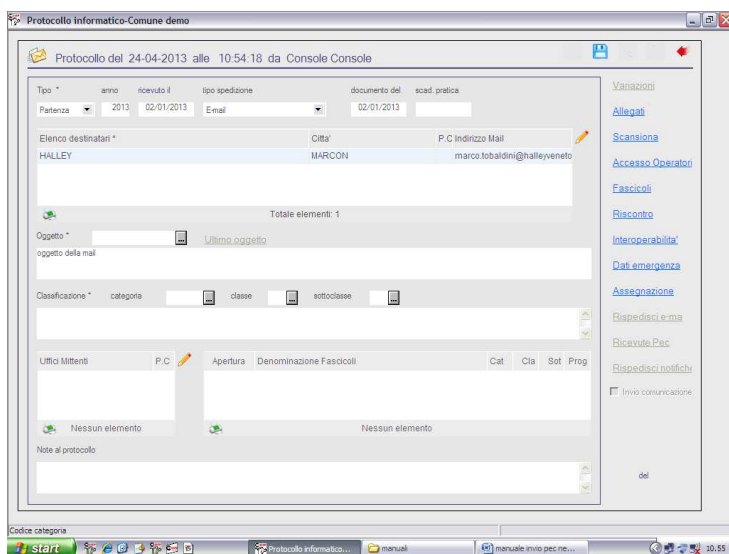 Protocollo informatico-Comune demo
Protocollo del 24-04-2013 alle 10:54:18 da Console Console
Tipo * anno ricevuto il tipo spedizione documento del scad. pratica
Partenza 2013 02/01/2013 E-mail 02/01/2013
Elenco destinatari * Citta' P.C Indirizzo Mail
HALLEY MARCON marco.tobaldini@halleyveneto
Totale elementi: 1
Oggetto * ... Ultimo oggetto
oggetto della mail
Classificazione * categoria ... classe ... sottoclasse ...
Uffici Mittenti P.C Apertura Denominazione Fascicoli Cat Cla Sot Prog
Nessun elemento Nessun elemento
Note al protocollo
Variazioni
Allegati
Scansiona
Accesso Operatori
Fascicoli
Riscontro
Interoperabilita'
Dati emergenza
Assegnazione
Rispedisci e-ma
Ricevute Pec
Rispedisci notifiche
Invio comunicazione
del
Codice categoria
start Protocollo informatico... manuali manuale invio pec ne... 10.55